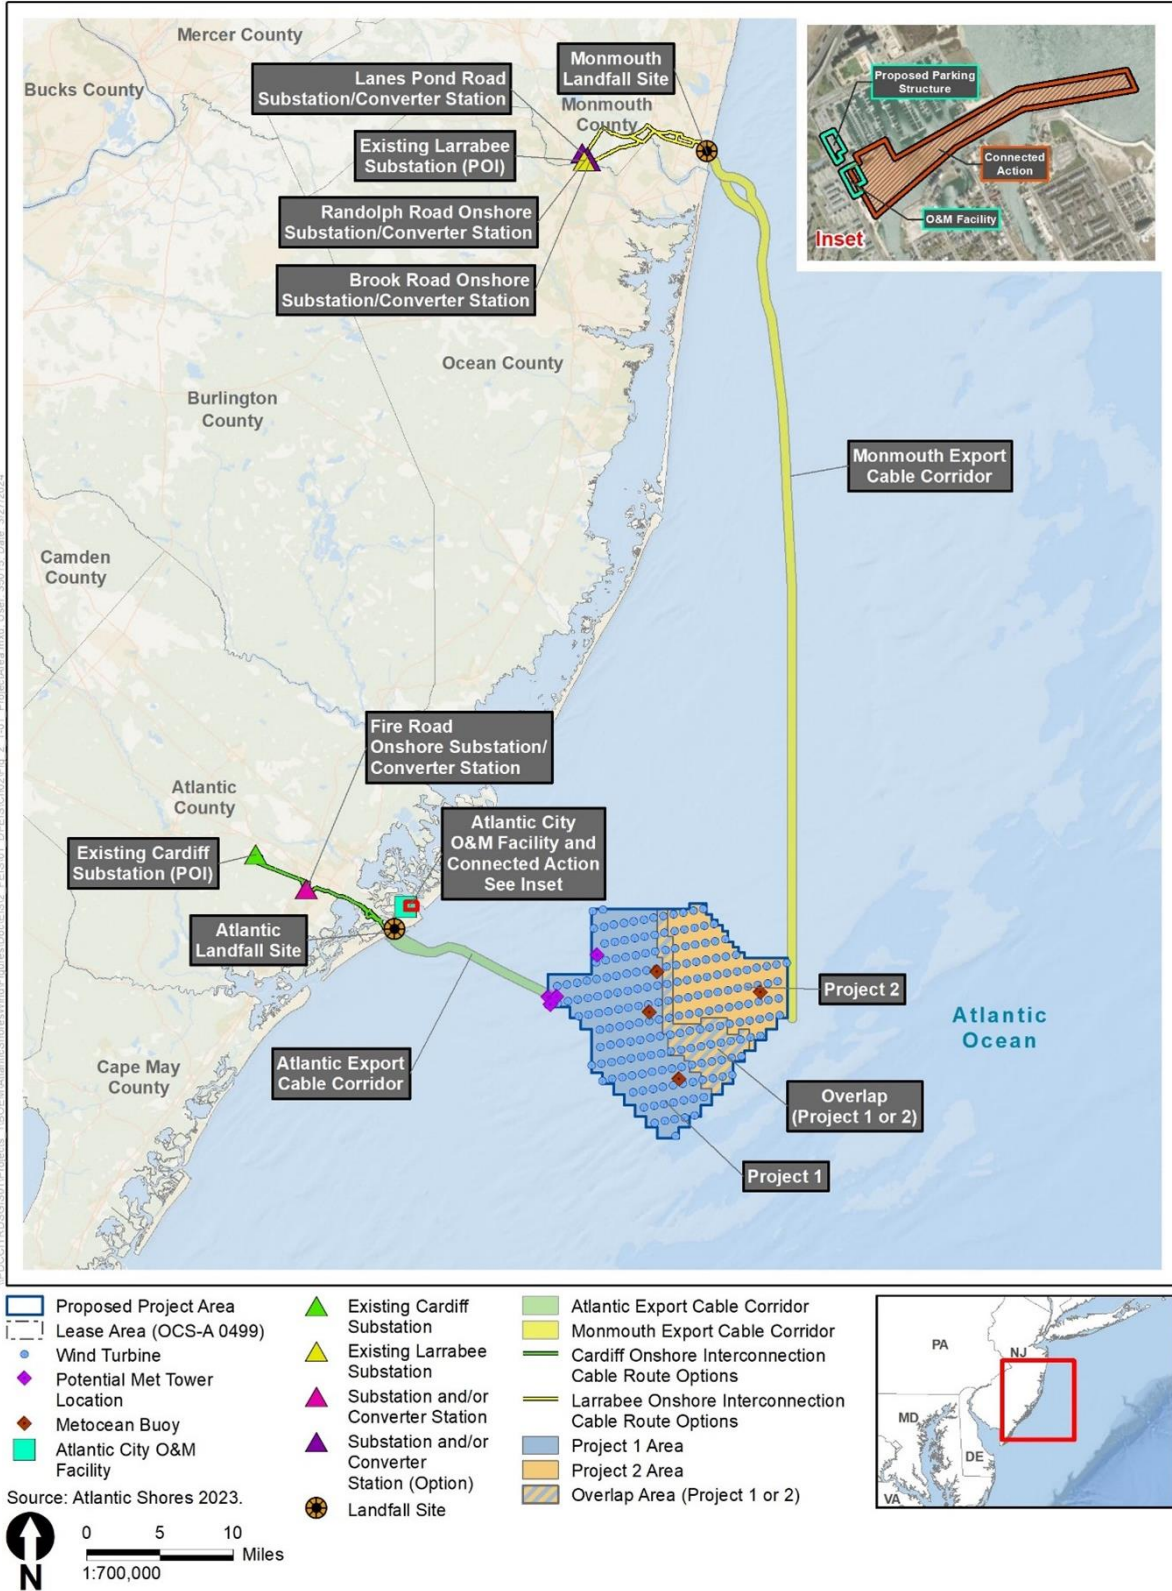 Mercer County
Bucks County
Lanes Pond Road
Substation/Converter Station
Monmouth
Landfall Site
Monmouth
County
Existing Larrabee
Substation (POI)
Randolph Road Onshore
Substation/Converter Station
Brook Road Onshore
Substation/Converter Station
Proposed Parking
Structure
Connected
Action
O&M Facility
Inset
Ocean County
Burlington
County
Monmouth Export
Cable Corridor
Camden
County
Fire Road
Onshore Substation/
Converter Station
Atlantic
County
Existing Cardiff
Substation (POI)
Atlantic City
O&M Facility and
Connected Action
See Inset
Atlantic
Landfall Site
Project 2
Atlantic
Ocean
Atlantic Export
Cable Corridor
Cape May
County
Overlap
(Project 1 or 2)
Project 1
Proposed Project Area
Lease Area (OCS-A 0499)
Wind Turbine
Potential Met Tower
Location
Metocean Buoy
Atlantic City O&M
Facility
Existing Cardiff
Substation
Existing Larrabee
Substation
Substation and/or
Converter Station
Substation and/or
Converter
Station (Option)
Landfall Site
Atlantic Export Cable Corridor
Monmouth Export Cable Corridor
Cardiff Onshore Interconnection
Cable Route Options
Larrabee Onshore Interconnection
Cable Route Options
Project 1 Area
Project 2 Area
Overlap Area (Project 1 or 2)
PA
NJ
MD
DE
VA
Source: Atlantic Shores 2023.
N
0 5 10
Miles
1:700,000